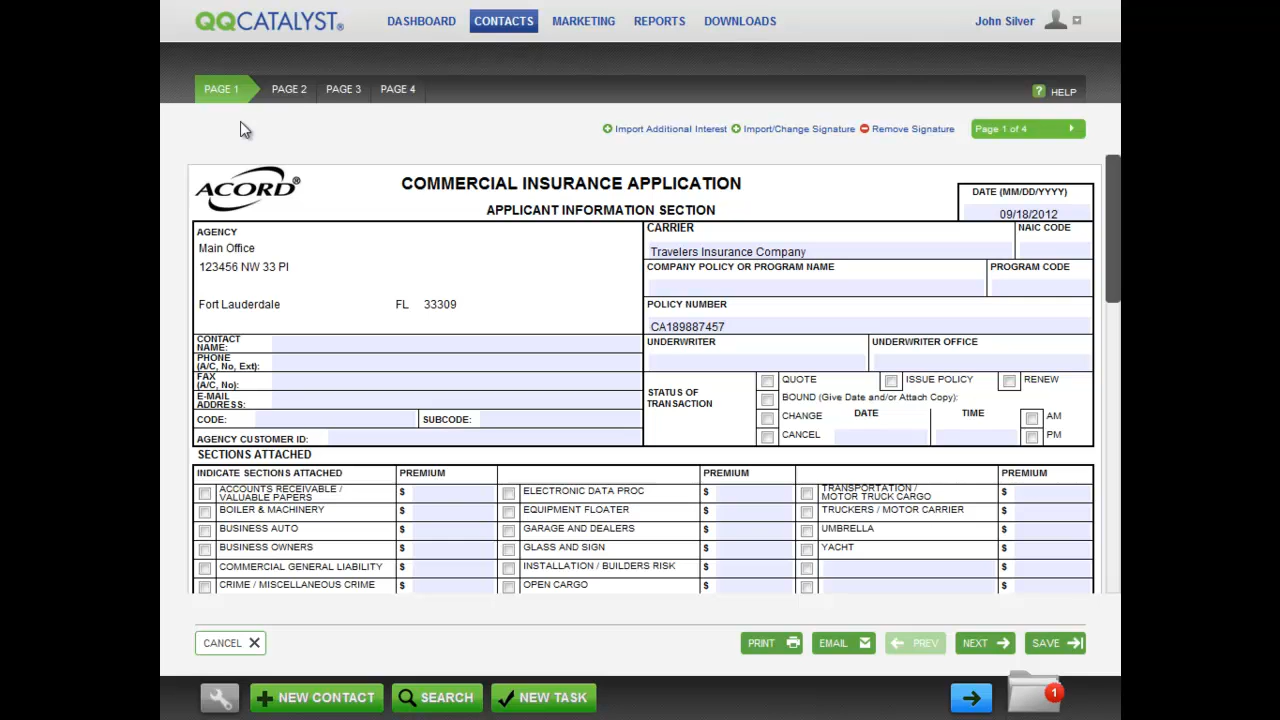 QQCATALYST® DASHBOARD CONTACTS MARKETING REPORTS DOWNLOADS John Silver
PAGE 1 PAGE 2 PAGE 3 PAGE 4 ? HELP
Import Additional Interest Import/Change Signature Remove Signature Page 1 of 4
ACORD®
COMMERCIAL INSURANCE APPLICATION
APPLICANT INFORMATION SECTION
DATE (MM/DD/YYYY)
09/18/2012
AGENCY
Main Office
123456 NW 33 Pl
Fort Lauderdale FL 33309
CARRIER
Travelers Insurance Company
NAIC CODE
COMPANY POLICY OR PROGRAM NAME
PROGRAM CODE
POLICY NUMBER
CA189887457
CONTACT
NAME:
PHONE
(A/C, No, Ext):
FAX
(A/C, No):
E-MAIL
ADDRESS:
CODE: SUBCODE:
AGENCY CUSTOMER ID:
UNDERWRITER
UNDERWRITER OFFICE
STATUS OF
TRANSACTION
QUOTE ISSUE POLICY RENEW
BOUND (Give Date and/or Attach Copy):
CHANGE DATE TIME AM
CANCEL PM
SECTIONS ATTACHED
INDICATE SECTIONS ATTACHED PREMIUM PREMIUM PREMIUM
ACCOUNTS RECEIVABLE /
VALUABLE PAPERS $ ELECTRONIC DATA PROC $ TRANSPORTATION /
MOTOR TRUCK CARGO $
BOILER & MACHINERY $ EQUIPMENT FLOATER $ TRUCKERS / MOTOR CARRIER $
BUSINESS AUTO $ GARAGE AND DEALERS $ UMBRELLA $
BUSINESS OWNERS $ GLASS AND SIGN $ YACHT $
COMMERCIAL GENERAL LIABILITY $ INSTALLATION / BUILDERS RISK $ $
CRIME / MISCELLANEOUS CRIME $ OPEN CARGO $ $
CANCEL PRINT EMAIL PREV NEXT SAVE
NEW CONTACT SEARCH NEW TASK 1